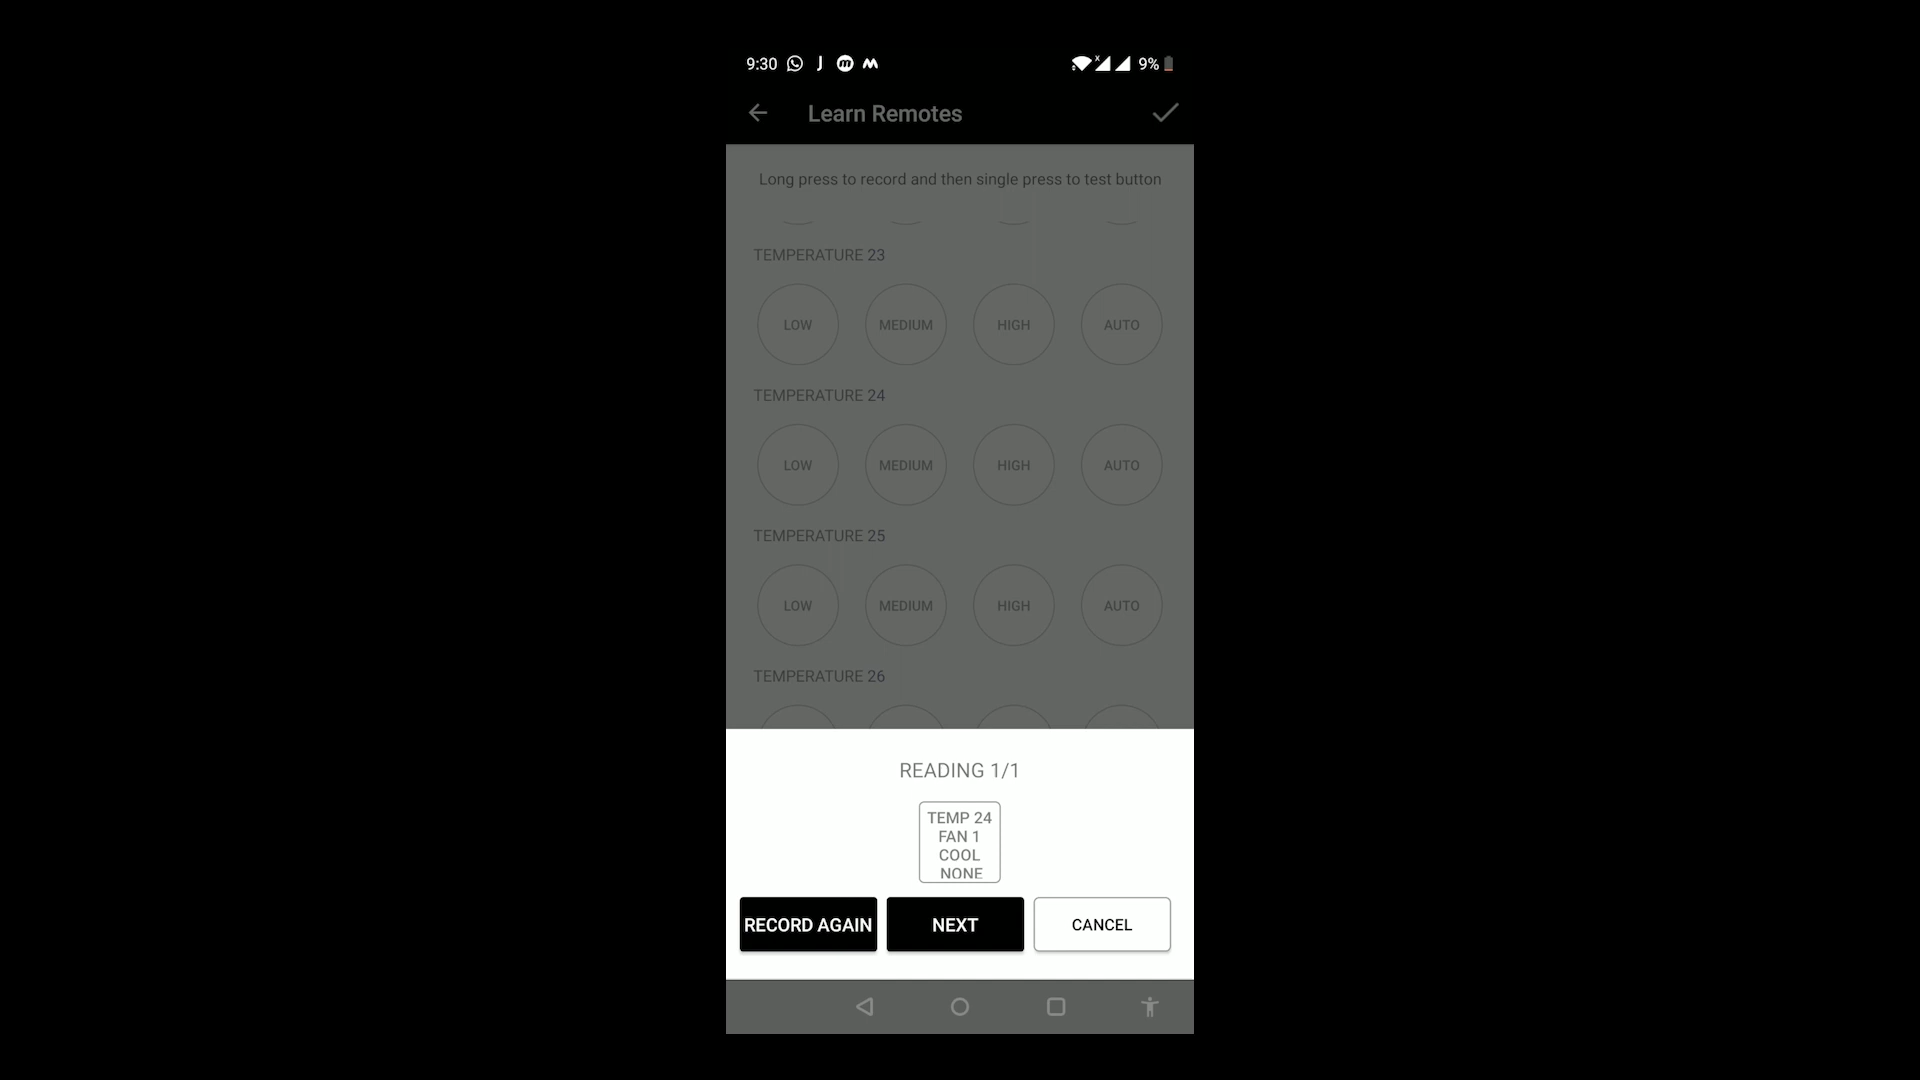 9:30 9%
Learn Remotes
Long press to record and then single press to test button
TEMPERATURE 23
LOW MEDIUM HIGH AUTO
TEMPERATURE 24
LOW MEDIUM HIGH AUTO
TEMPERATURE 25
LOW MEDIUM HIGH AUTO
TEMPERATURE 26
READING 1/1
TEMP 24
FAN 1
COOL
NONE
RECORD AGAIN NEXT CANCEL